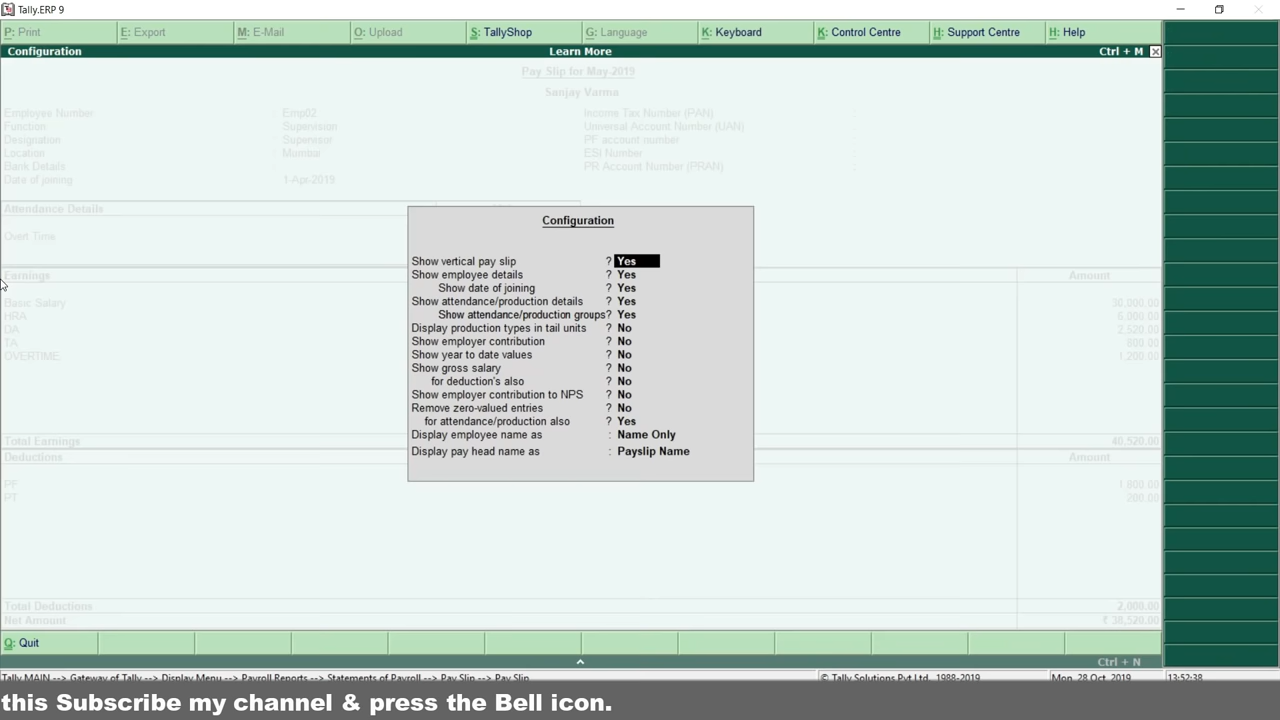 Tally.ERP 9
P: Print E: Export M: E-Mail O: Upload S: TallyShop G: Language K: Keyboard K: Control Centre H: Support Centre H: Help
Configuration Learn More Ctrl + M
Pay Slip for May-2019
Sanjay Varma
Employee Number : Emp02 Income Tax Number (PAN) :
Function : Supervision Universal Account Number (UAN) :
Designation : Supervisor PF account number :
Location : Mumbai ESI Number :
Bank Details : PR Account Number (PRAN) :
Date of joining : 1-Apr-2019
Attendance Details
Overt Time
Earnings Amount
Basic Salary 30,000.00
HRA 6,000.00
DA 2,520.00
TA 800.00
OVERTIME 1,200.00
Total Earnings 40,520.00
Deductions Amount
PF 1,800.00
PT 200.00
Total Deductions 2,000.00
Net Amount ₹ 38,520.00
Configuration
Show vertical pay slip ? Yes
Show employee details ? Yes
Show date of joining ? Yes
Show attendance/production details ? Yes
Show attendance/production groups? Yes
Display production types in tail units ? No
Show employer contribution ? No
Show year to date values ? No
Show gross salary ? No
for deduction's also ? No
Show employer contribution to NPS ? No
Remove zero-valued entries ? No
for attendance/production also ? Yes
Display employee name as : Name Only
Display pay head name as : Payslip Name
Q: Quit
Ctrl + N
Tally MAIN --> Gateway of Tally --> Display Menu --> Payroll Reports --> Statements of Payroll --> Pay Slip --> Pay Slip © Tally Solutions Pvt Ltd., 1988-2019 Mon, 28 Oct, 2019 13:52:38
this Subscribe my channel & press the Bell icon.